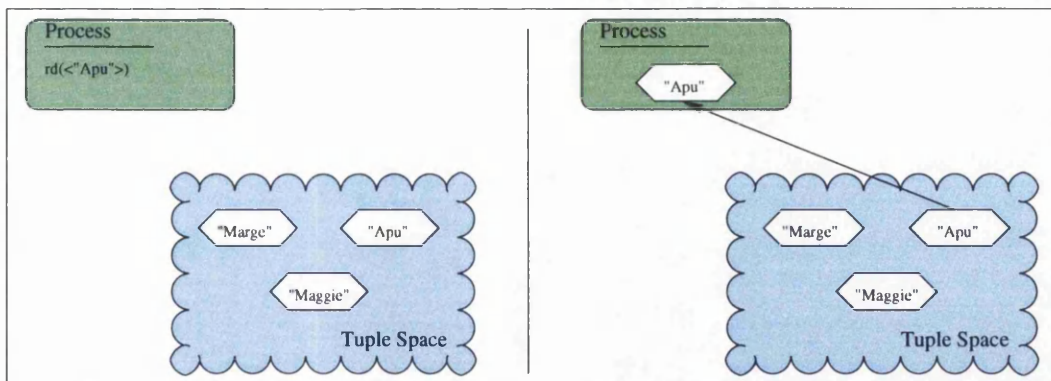 Process
rd(<"Apu">)
"Marge"
"Apu"
"Maggie"
Tuple Space
Process
"Apu"
"Marge"
"Apu"
"Maggie"
Tuple Space